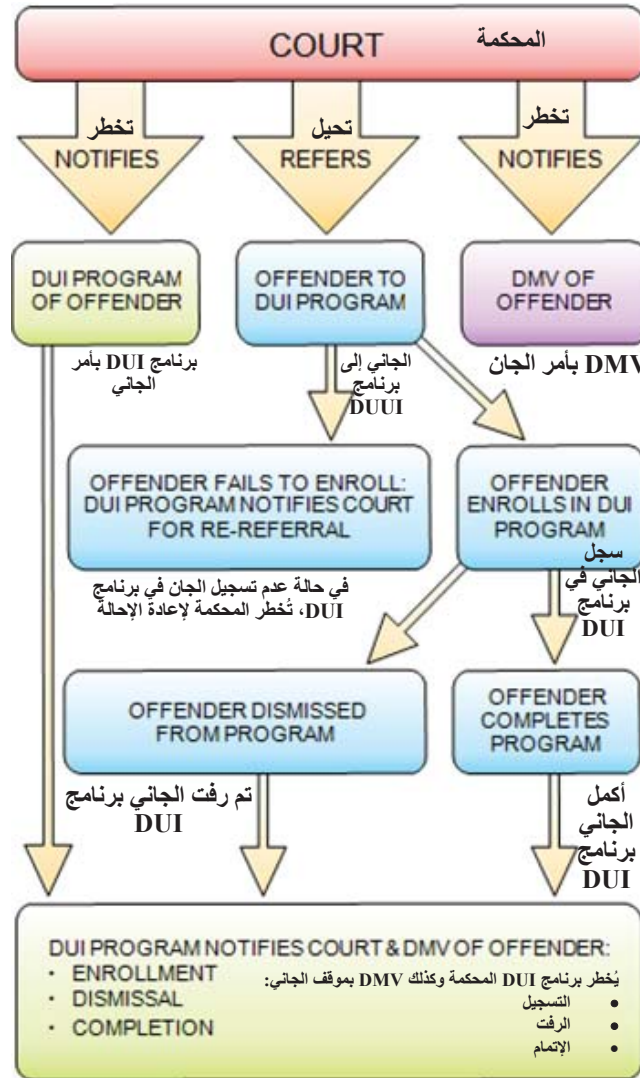 COURT المحكمة
تخطر
NOTIFIES
تحيل
REFERS
تخطر
NOTIFIES
DUI PROGRAM
OF OFFENDER
OFFENDER TO
DUI PROGRAM
DMV OF
OFFENDER
برنامج DUI بأمر
الجاني
الجاني إلى
برنامج
DUUI
DMV بأمر الجان
OFFENDER FAILS TO ENROLL:
DUI PROGRAM NOTIFIES COURT
FOR RE-REFERRAL
OFFENDER
ENROLLS IN DUI
PROGRAM
في حالة عدم تسجيل الجان في برنامج
DUI، تُخطر المحكمة لإعادة الإحالة
سجل
الجاني في
برنامج
DUI
OFFENDER DISMISSED
FROM PROGRAM
OFFENDER
COMPLETES
PROGRAM
تم رفت الجاني برنامج
DUI
أكمل
الجاني
برنامج
DUI
DUI PROGRAM NOTIFIES COURT & DMV OF OFFENDER:
· ENROLLMENT
· DISMISSAL
· COMPLETION
يُخطر برنامج DUI المحكمة وكذلك DMV بموقف الجاني:
• التسجيل
• الرفت
• الإتمام